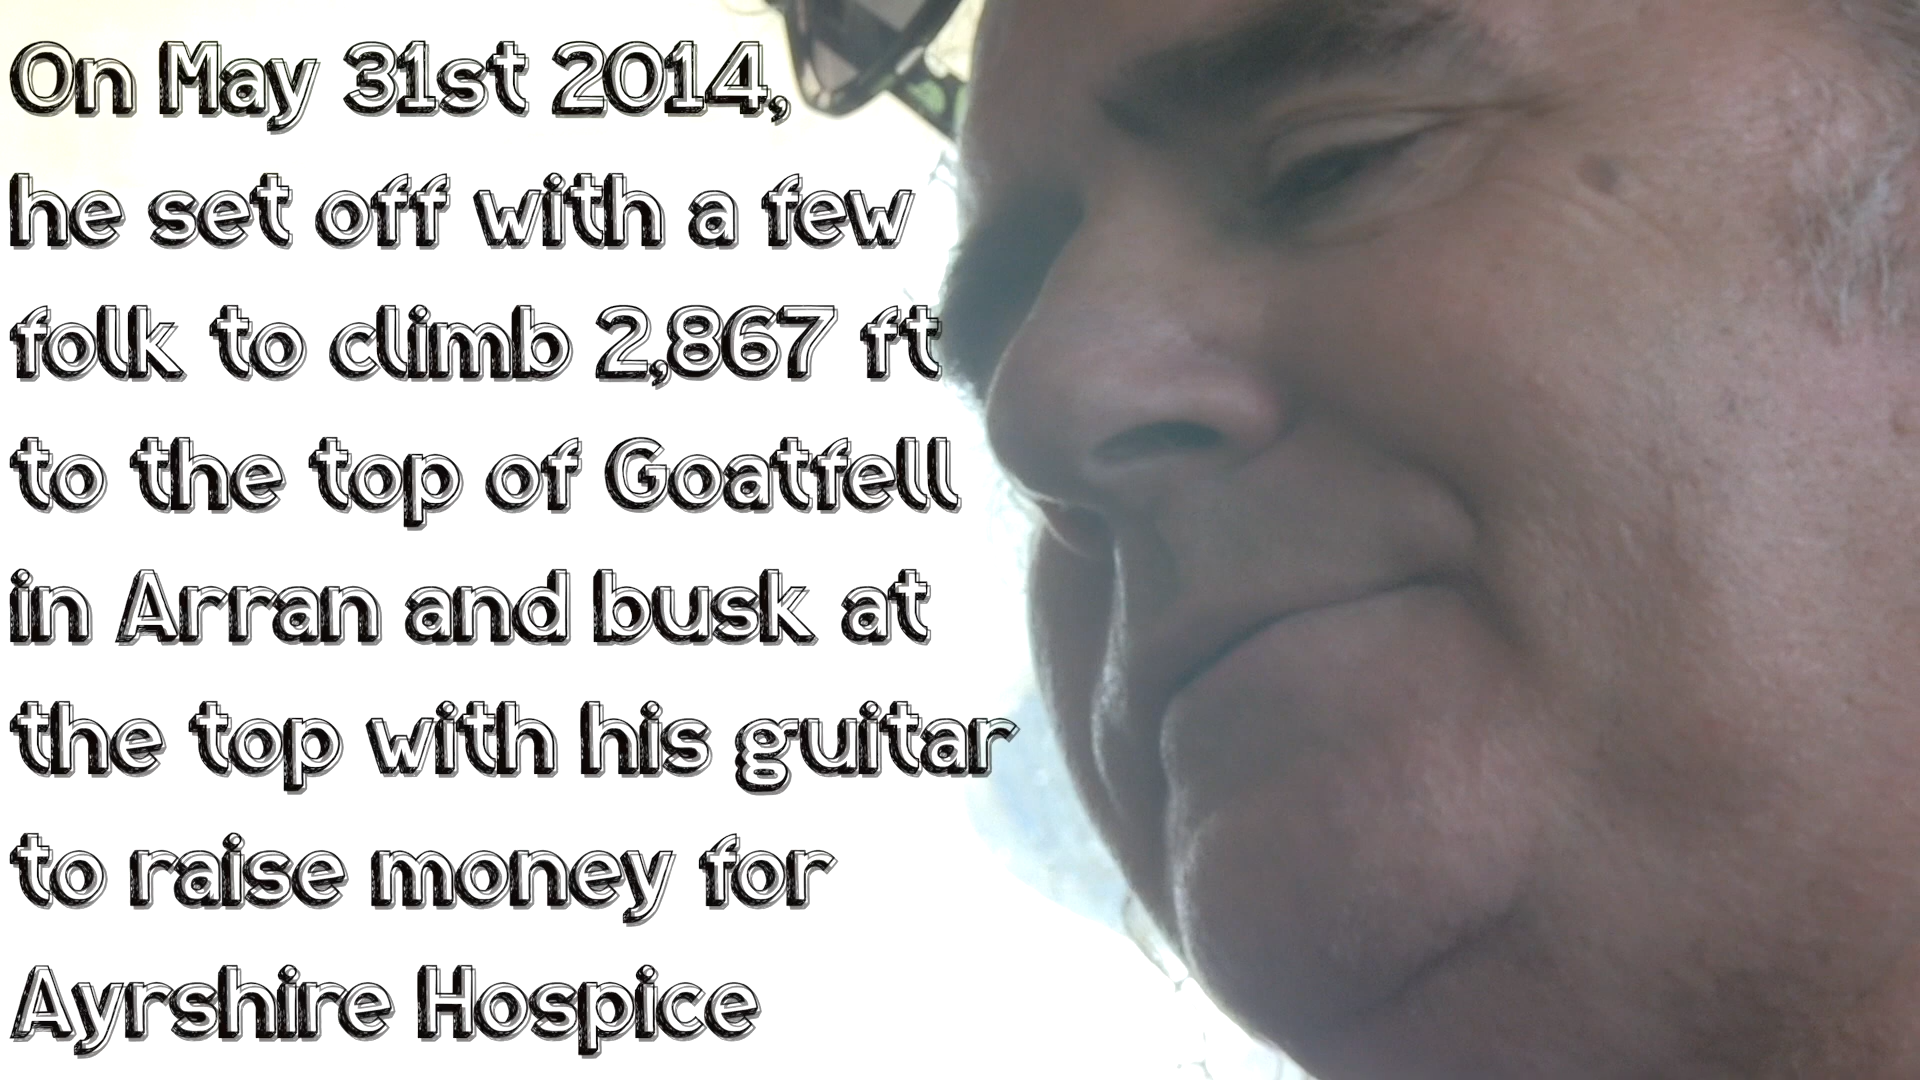 On May 31st 2014,
he set off with a few
folk to climb 2,867 ft
to the top of Goatfell
in Arran and busk at
the top with his guitar
to raise money for
Ayrshire Hospice